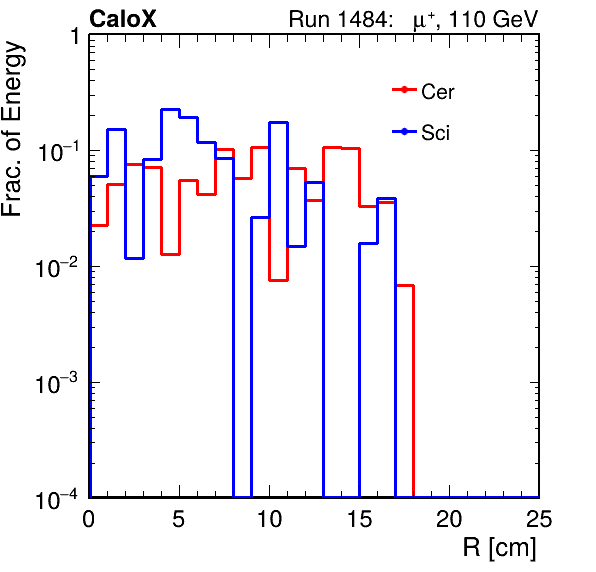 CaloX Run 1484: μ⁺, 110 GeV
Frac. of Energy
1
10⁻¹
10⁻²
10⁻³
10⁻⁴
Cer
Sci
0 5 10 15 20 25
R [cm]